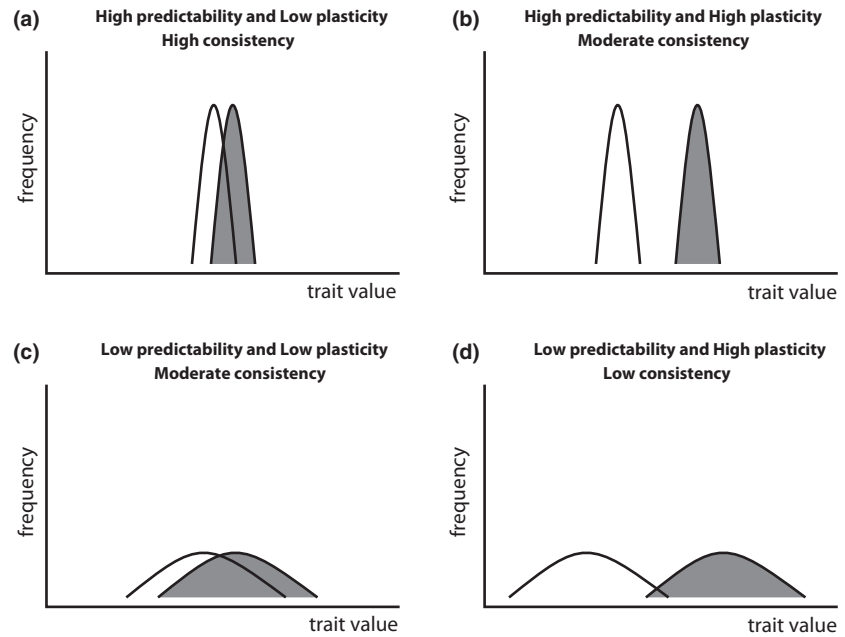 (a)
High predictability and Low plasticity
High consistency
frequency
trait value
(b)
High predictability and High plasticity
Moderate consistency
frequency
trait value
(c)
Low predictability and Low plasticity
Moderate consistency
frequency
trait value
(d)
Low predictability and High plasticity
Low consistency
frequency
trait value